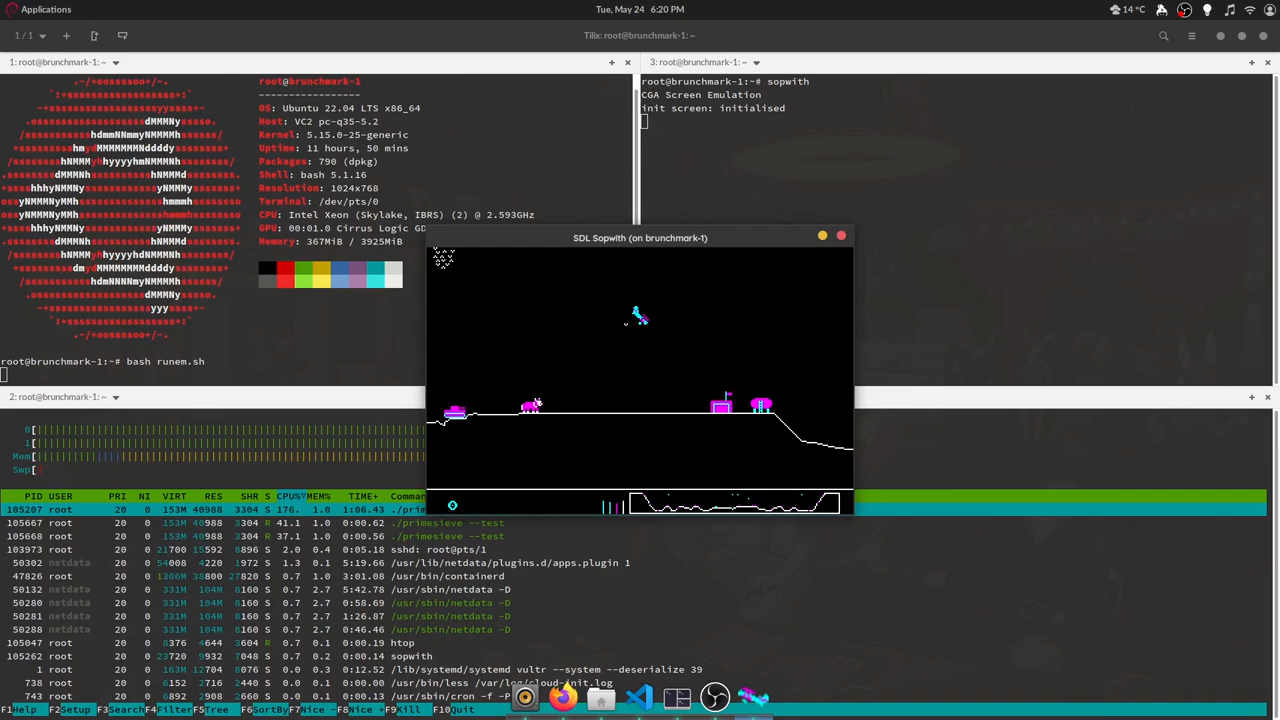 Applications
Tue, May 24 6:20 PM
14 °C
1 / 1
Tilix: root@brunchmark-1: ~
1: root@brunchmark-1: ~
.-/+oossssoo+/-.
root@brunchmark-1
-----------------
OS: Ubuntu 22.04 LTS x86_64
Host: VC2 pc-q35-5.2
Kernel: 5.15.0-25-generic
Uptime: 11 hours, 50 mins
Packages: 790 (dpkg)
Shell: bash 5.1.16
Resolution: 1024x768
Terminal: /dev/pts/0
CPU: Intel Xeon (Skylake, IBRS) (2) @ 2.593GHz
GPU: 00:01.0 Cirrus Logic GD
Memory: 367MiB / 3925MiB
root@brunchmark-1:~# bash runem.sh
3: root@brunchmark-1: ~
root@brunchmark-1:~# sopwith
CGA Screen Emulation
init screen: initialised
SDL Sopwith (on brunchmark-1)
2: root@brunchmark-1: ~
0[
1[
Mem[
Swp[
PID USER PRI NI VIRT RES SHR S CPU% MEM% TIME+ Comman
105207 root 20 0 153M 40988 3304 S 176. 1.0 1:06.43 ./pri
105667 root 20 0 153M 40988 3304 R 41.1 1.0 0:00.62 ./primesieve --test
105668 root 20 0 153M 40988 3304 R 37.1 1.0 0:00.56 ./primesieve --test
103973 root 20 0 21700 15592 8896 S 2.0 0.4 0:05.18 sshd: root@pts/1
50302 netdata 20 0 54008 4220 1972 S 1.3 0.1 5:19.66 /usr/lib/netdata/plugins.d/apps.plugin 1
47826 root 20 0 1306M 38800 27820 S 0.7 1.0 3:01.08 /usr/bin/containerd
50132 netdata 20 0 331M 104M 8160 S 0.7 2.7 5:42.78 /usr/sbin/netdata -D
50280 netdata 20 0 331M 104M 8160 S 0.7 2.7 0:58.69 /usr/sbin/netdata -D
50281 netdata 20 0 331M 104M 8160 S 0.7 2.7 1:26.87 /usr/sbin/netdata -D
50288 netdata 20 0 331M 104M 8160 S 0.7 2.7 0:46.46 /usr/sbin/netdata -D
105047 root 20 0 8376 4644 3604 R 0.7 0.1 0:00.19 htop
105262 root 20 0 23720 9932 7048 S 0.7 0.2 0:00.14 sopwith
1 root 20 0 163M 12704 8076 S 0.0 0.3 0:12.52 /lib/systemd/systemd vultr --system --deserialize 39
738 root 20 0 6152 2716 2440 S 0.0 0.1 0:00.00 /usr/bin/less /var/log/cloud-init.log
743 root 20 0 6892 2908 2660 S 0.0 0.1 0:00.13 /usr/sbin/cron -f -P
F1Help F2Setup F3Search F4Filter F5Tree F6SortBy F7Nice - F8Nice + F9Kill F10Quit